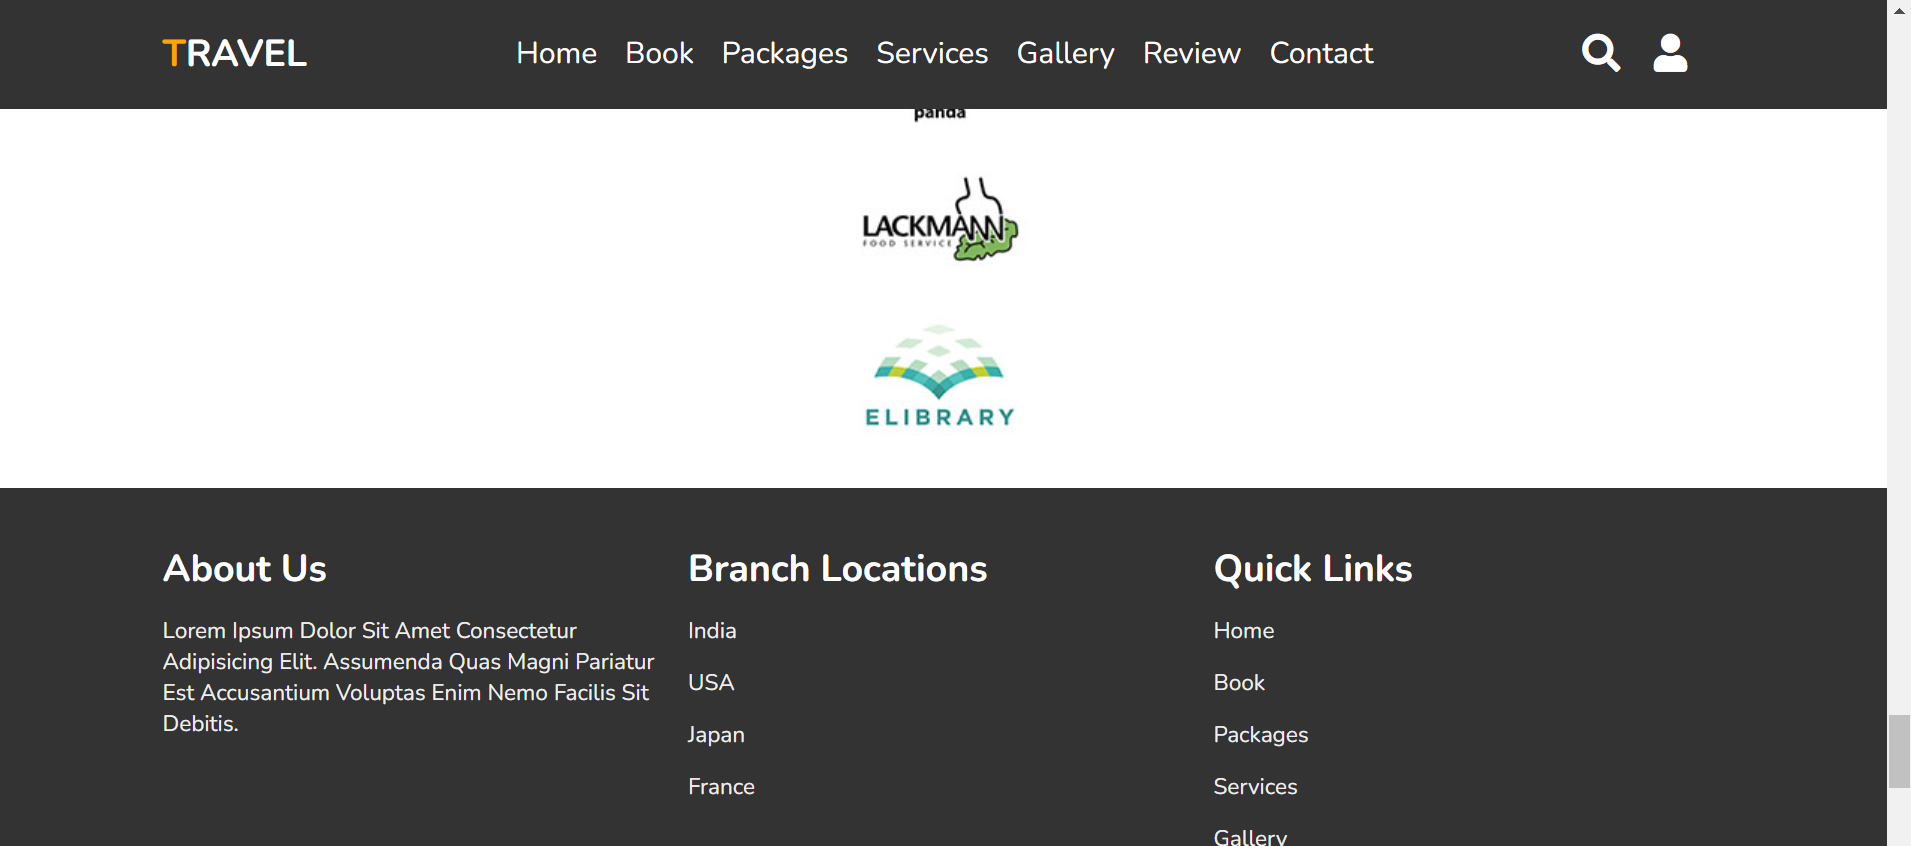 TRAVEL
Home Book Packages Services Gallery Review Contact
panda
LACKMANN
FOOD SERVICE
ELIBRARY
About Us
Lorem Ipsum Dolor Sit Amet Consectetur
Adipisicing Elit. Assumenda Quas Magni Pariatur
Est Accusantium Voluptas Enim Nemo Facilis Sit
Debitis.
Branch Locations
India
USA
Japan
France
Quick Links
Home
Book
Packages
Services
Gallery